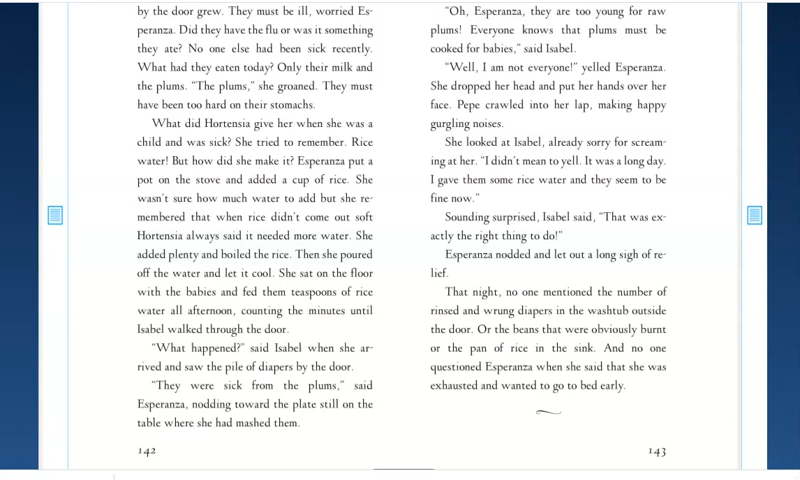 by the door grew. They must be ill, worried Es-
peranza. Did they have the flu or was it something
they ate? No one else had been sick recently.
What had they eaten today? Only their milk and
the plums. "The plums," she groaned. They must
have been too hard on their stomachs.
What did Hortensia give her when she was a
child and was sick? She tried to remember. Rice
water! But how did she make it? Esperanza put a
pot on the stove and added a cup of rice. She
wasn't sure how much water to add but she re-
membered that when rice didn't come out soft
Hortensia always said it needed more water. She
added plenty and boiled the rice. Then she poured
off the water and let it cool. She sat on the floor
with the babies and fed them teaspoons of rice
water all afternoon, counting the minutes until
Isabel walked through the door.
"What happened?" said Isabel when she ar-
rived and saw the pile of diapers by the door.
"They were sick from the plums," said
Esperanza, nodding toward the plate still on the
table where she had mashed them.
142
"Oh, Esperanza, they are too young for raw
plums! Everyone knows that plums must be
cooked for babies," said Isabel.
"Well, I am not everyone!" yelled Esperanza.
She dropped her head and put her hands over her
face. Pepe crawled into her lap, making happy
gurgling noises.
She looked at Isabel, already sorry for scream-
ing at her. "I didn't mean to yell. It was a long day.
I gave them some rice water and they seem to be
fine now."
Sounding surprised, Isabel said, "That was ex-
actly the right thing to do!"
Esperanza nodded and let out a long sigh of re-
lief.
That night, no one mentioned the number of
rinsed and wrung diapers in the washtub outside
the door. Or the beans that were obviously burnt
or the pan of rice in the sink. And no one
questioned Esperanza when she said that she was
exhausted and wanted to go to bed early.
143